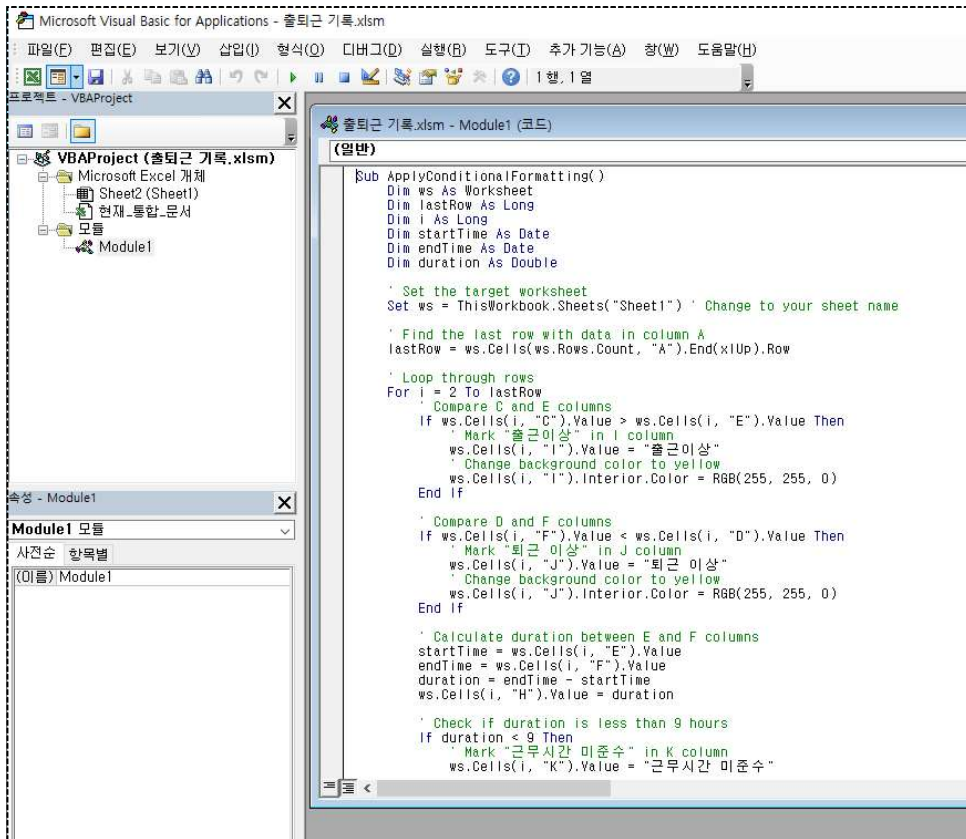 Microsoft Visual Basic for Applications - 출퇴근 기록.xlsm
파일(F) 편집(E) 보기(V) 삽입(I) 형식(O) 디버그(D) 실행(R) 도구(T) 추가 기능(A) 창(W) 도움말(H)
1 행, 1 열
프로젝트 - VBAProject
VBAProject (출퇴근 기록.xlsm)
Microsoft Excel 개체
Sheet2 (Sheet1)
현재_통합_문서
모듈
Module1
속성 - Module1
Module1 모듈
사전순 항목별
(이름) Module1
출퇴근 기록.xlsm - Module1 (코드)
(일반)
Sub ApplyConditionalFormatting()
Dim ws As Worksheet
Dim lastRow As Long
Dim i As Long
Dim startTime As Date
Dim endTime As Date
Dim duration As Double
' Set the target worksheet
Set ws = ThisWorkbook.Sheets("Sheet1") ' Change to your sheet name
' Find the last row with data in column A
lastRow = ws.Cells(ws.Rows.Count, "A").End(xlUp).Row
' Loop through rows
For i = 2 To lastRow
' Compare C and E columns
If ws.Cells(i, "C").Value > ws.Cells(i, "E").Value Then
' Mark "출근이상" in I column
ws.Cells(i, "I").Value = "출근이상"
' Change background color to yellow
ws.Cells(i, "I").Interior.Color = RGB(255, 255, 0)
End If
' Compare D and F columns
If ws.Cells(i, "F").Value < ws.Cells(i, "D").Value Then
' Mark "퇴근 이상" in J column
ws.Cells(i, "J").Value = "퇴근 이상"
' Change background color to yellow
ws.Cells(i, "J").Interior.Color = RGB(255, 255, 0)
End If
' Calculate duration between E and F columns
startTime = ws.Cells(i, "E").Value
endTime = ws.Cells(i, "F").Value
duration = endTime - startTime
ws.Cells(i, "H").Value = duration
' Check if duration is less than 9 hours
If duration < 9 Then
' Mark "근무시간 미준수" in K column
ws.Cells(i, "K").Value = "근무시간 미준수"